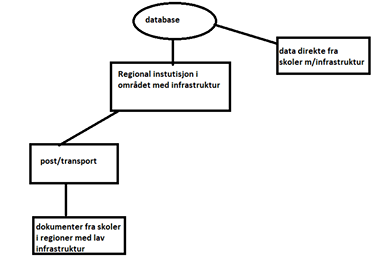 database
data direkte fra
skoler m/infrastruktur
Regional instutisjon i
området med infrastruktur
post/transport
dokumenter fra skoler
i regioner med lav
infrastruktur